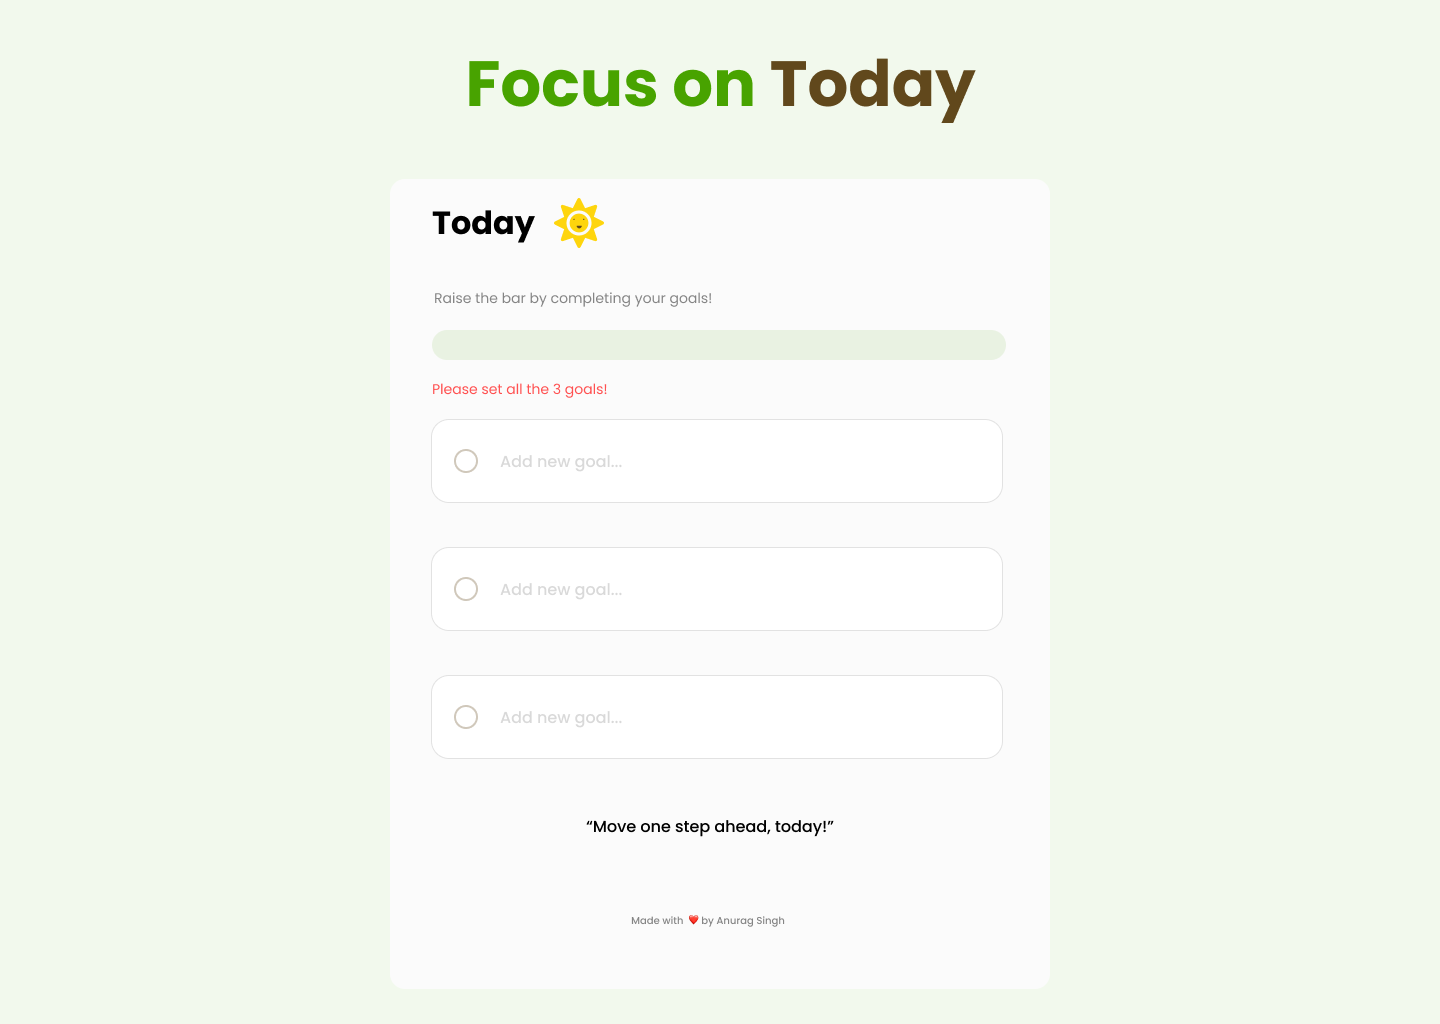 Focus on Today
Today
Raise the bar by completing your goals!
Please set all the 3 goals!
Add new goal...
Add new goal...
Add new goal...
“Move one step ahead, today!”
Made with ❤️ by Anurag Singh